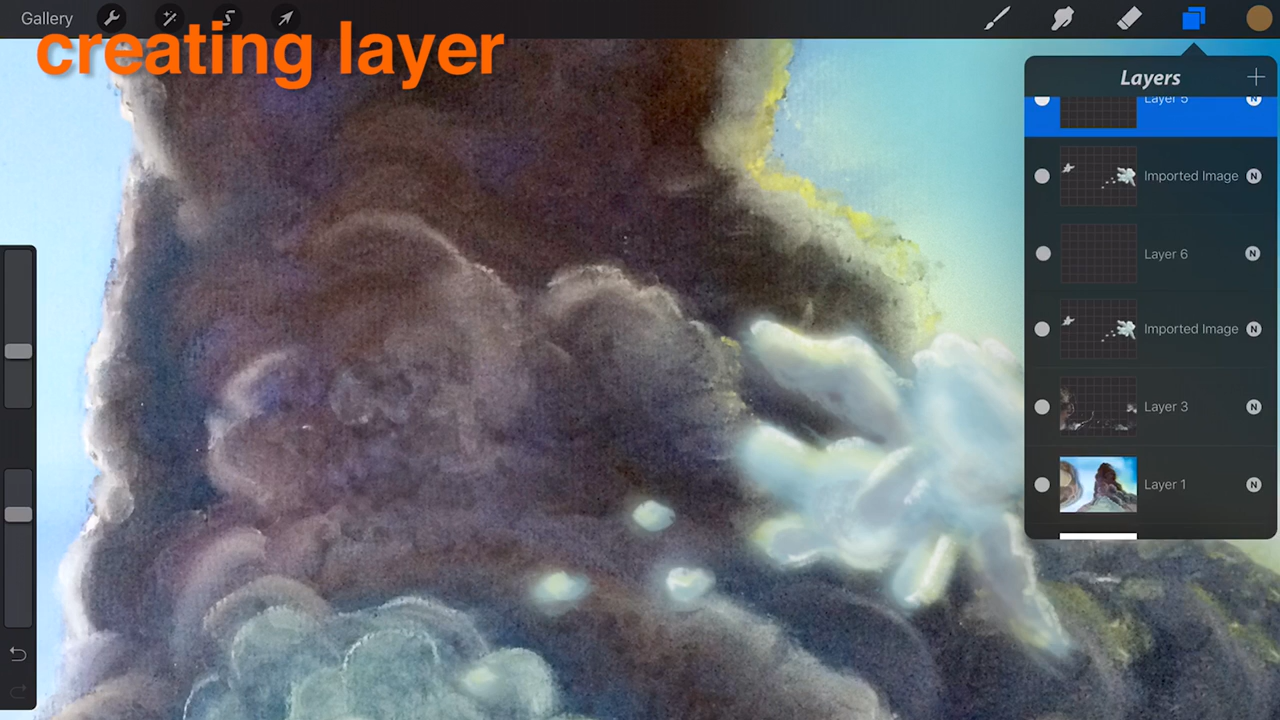 Gallery
creating layer
Layers
Layer 5
N
Imported Image
N
Layer 6
N
Imported Image
N
Layer 3
N
Layer 1
N